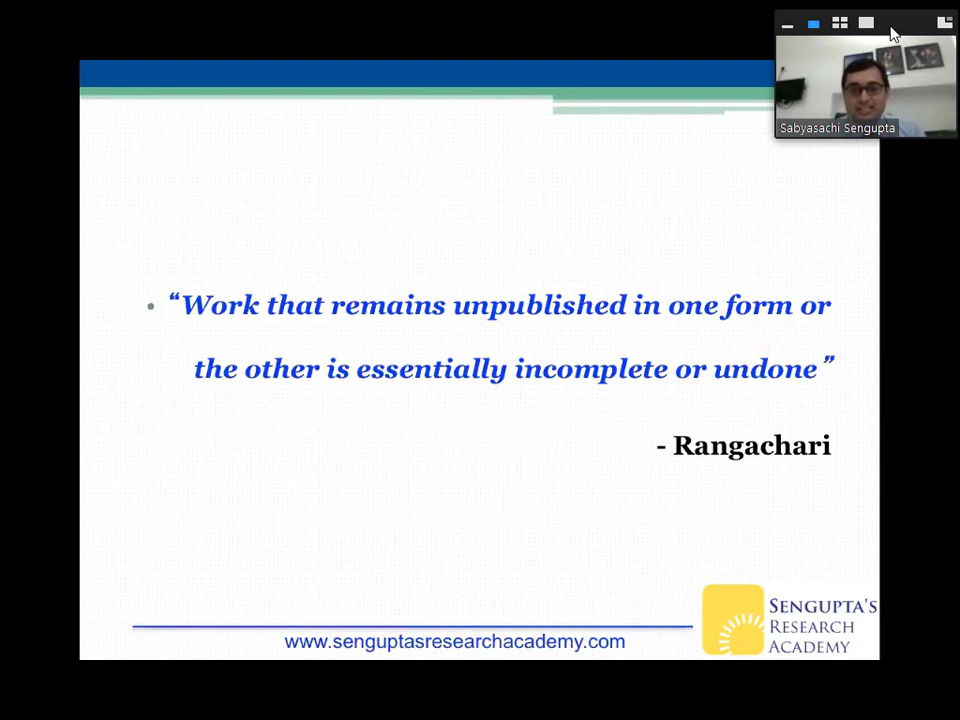 Sabyasachi Sengupta
• “Work that remains unpublished in one form or
the other is essentially incomplete or undone”
- Rangachari
www.senguptasresearchacademy.com
SENGUPTA'S
RESEARCH
ACADEMY